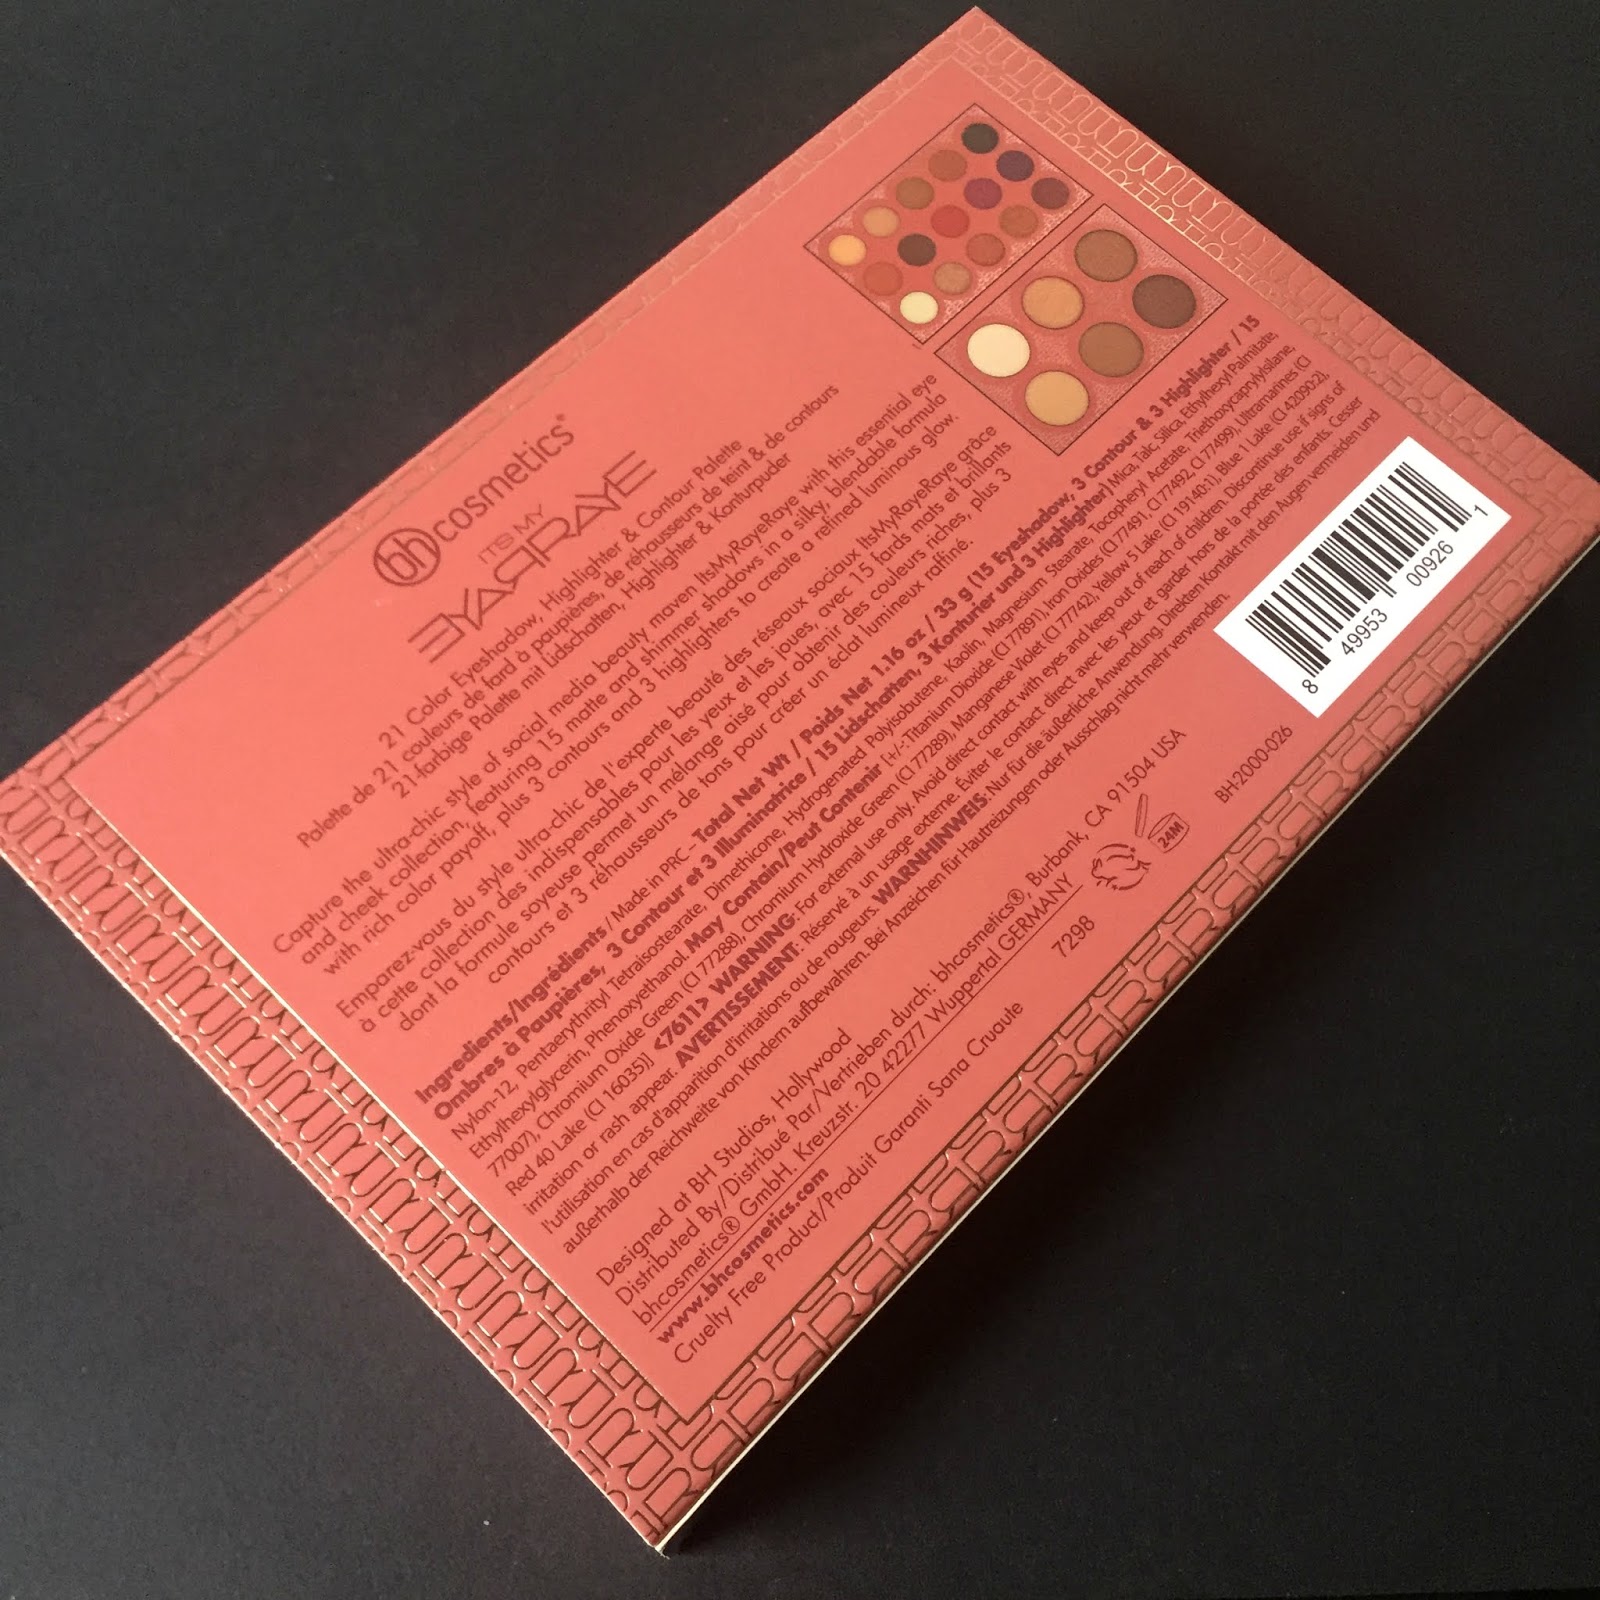 bhcosmetics®
ITS MY
RAYERAYE
21 Color Eyeshadow, Highlighter & Contour Palette
Palette de 21 couleurs de fard à paupières, de réhausseurs de teint & de contours
21-farbige Palette mit Lidschatten, Highlighter & Konturpuder
Capture the ultra-chic style of social media beauty maven ItsMyRayeRaye with this essential eye
and cheek collection, featuring 15 matte and shimmer shadows in a silky, blendable formula
with rich color payoff, plus 3 contours and 3 highlighters to create a refined luminous glow.
Emparez-vous du style ultra-chic de l'experte beauté des réseaux sociaux ItsMyRayeRaye grâce
à cette collection des indispensables pour les yeux et les joues, avec 15 fards mats et brillants
dont la formule soyeuse permet un mélange aisé pour obtenir des couleurs riches, plus 3
contours et 3 réhausseurs de tons pour créer un éclat lumineux raffiné.
Ingredients/Ingrédients / Made in PRC – Total Net Wt / Poids Net 1.16 oz / 33 g (15 Eyeshadow, 3 Contour & 3 Highlighter / 15
Ombres à Paupières, 3 Contour et 3 Illuminatrice / 15 Lidschatten, 3 Konturier und 3 Highlighter) Mica, Talc, Silica, Ethylhexyl Palmitate,
Nylon-12, Pentaerythrityl Tetraisostearate, Dimethicone, Hydrogenated Polyisobutene, Kaolin, Magnesium Stearate, Tocopheryl Acetate, Triethoxycaprylylsilane,
Ethylhexylglycerin, Phenoxyethanol. May Contain/Peut Contenir [+/-: Titanium Dioxide (CI 77891), Iron Oxides (CI 77491, CI 77492, CI 77499), Ultramarines (CI
77007), Chromium Oxide Green (CI 77288), Chromium Hydroxide Green (CI 77289), Manganese Violet (CI 77742), Yellow 5 Lake (CI 19140:1), Blue 1 Lake (CI 42090:2),
Red 40 Lake (CI 16035)] <7611> WARNING: For external use only. Avoid direct contact with eyes and keep out of reach of children. Discontinue use if signs of
irritation or rash appear. AVERTISSEMENT: Réservé à un usage externe. Éviter le contact direct avec les yeux et garder hors de la portée des enfants. Cesser
l'utilisation en cas d'apparition d'irritations ou de rougeurs. WARNHINWEIS: Nur für die äußerliche Anwendung. Direkten Kontakt mit den Augen vermeiden und
außerhalb der Reichweite von Kindern aufbewahren. Bei Anzeichen für Hautreizungen oder Ausschlag nicht mehr verwenden.
Designed at BH Studios, Hollywood
Distributed By/Distribué Par/Vertrieben durch: bhcosmetics®, Burbank, CA 91504 USA
bhcosmetics® GmbH. Kreuzstr. 20 42277 Wuppertal GERMANY
www.bhcosmetics.com
Cruelty Free Product/Produit Garanti Sana Cruaute
7298
24M
BH-2000-026
8 49953 00926 1